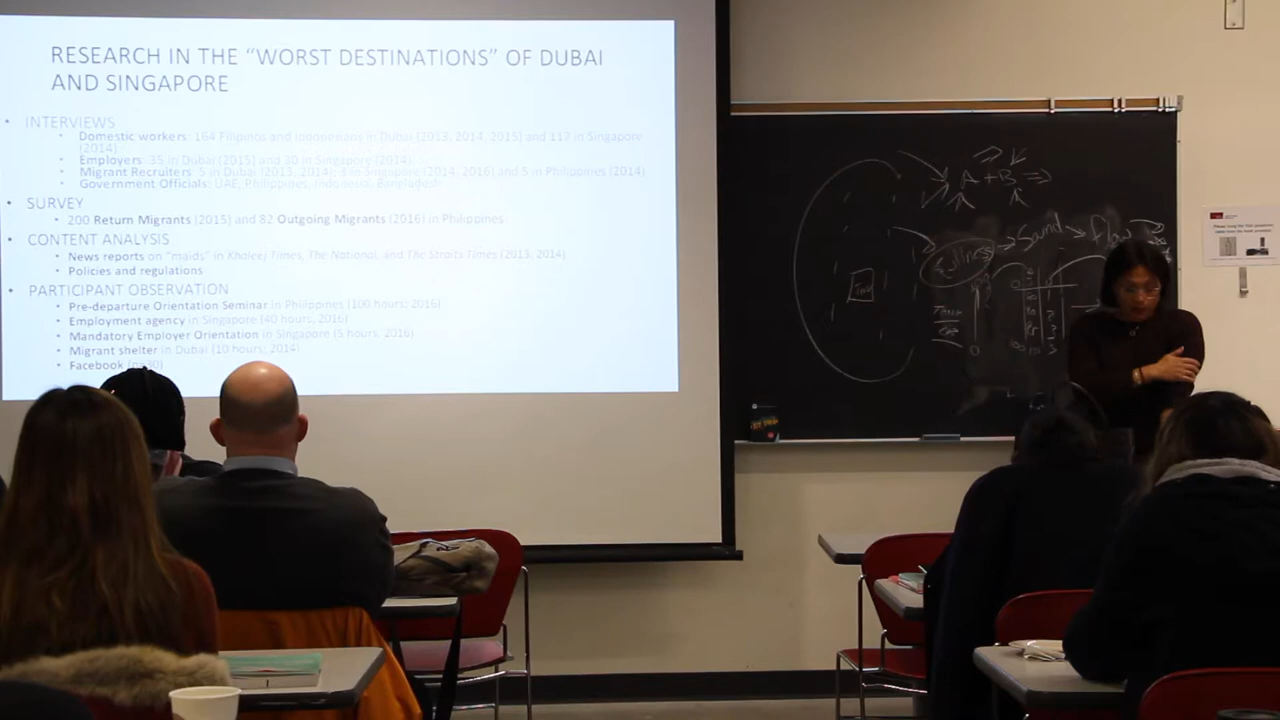 RESEARCH IN THE “WORST DESTINATIONS” OF DUBAI
AND SINGAPORE
• INTERVIEWS
• Domestic workers: 164 Filipinos and Indonesians in Dubai (2013, 2014, 2015) and 117 in Singapore
(2014)
• Employers: 35 in Dubai (2015) and 30 in Singapore (2014)
• Migrant Recruiters: 5 in Dubai (2013, 2014); 3 in Singapore (2014, 2016) and 5 in Philippines (2014)
• Government Officials: UAE, Philippines, Indonesia, Bangladesh
• SURVEY
• 200 Return Migrants (2015) and 82 Outgoing Migrants (2016) in Philippines
• CONTENT ANALYSIS
• News reports on “maids” in Khaleej Times, The National, and The Straits Times (2013, 2014)
• Policies and regulations
• PARTICIPANT OBSERVATION
• Pre-departure Orientation Seminar in Philippines (100 hours; 2016)
• Employment agency in Singapore (40 hours, 2016)
• Mandatory Employer Orientation in Singapore (5 hours, 2016)
• Migrant shelter in Dubai (10 hours; 2014)
• Facebook (n=30)
A + B ⇒
Fullness → Sound → Flow